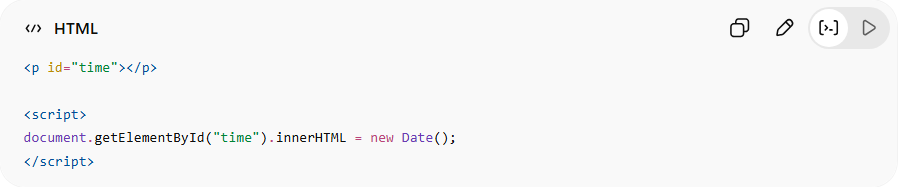 HTML
<p id="time"></p>
<script>
document.getElementById("time").innerHTML = new Date();
</script>